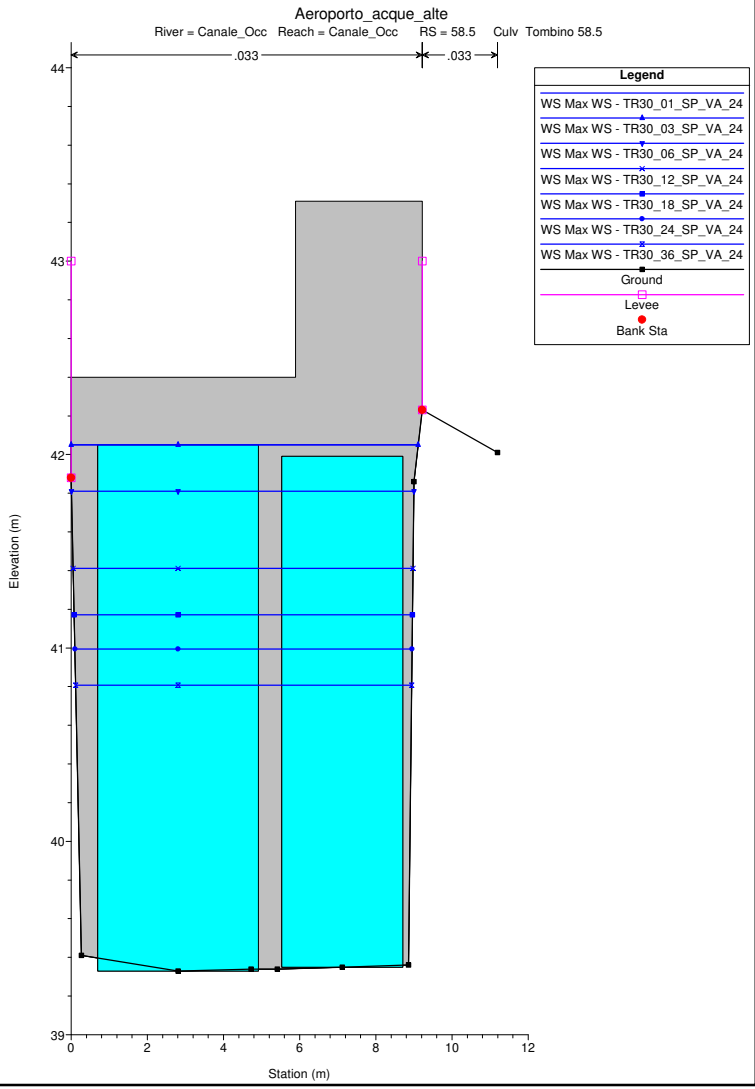 Aeroporto_acque_alte
River = Canale_Occ Reach = Canale_Occ RS = 58.5 Culv Tombino 58.5
.033
.033
Legend
WS Max WS - TR30_01_SP_VA_24
WS Max WS - TR30_03_SP_VA_24
WS Max WS - TR30_06_SP_VA_24
WS Max WS - TR30_12_SP_VA_24
WS Max WS - TR30_18_SP_VA_24
WS Max WS - TR30_24_SP_VA_24
WS Max WS - TR30_36_SP_VA_24
Ground
Levee
Bank Sta
44
43
42
41
40
39
Elevation (m)
0
2
4
6
8
10
12
Station (m)